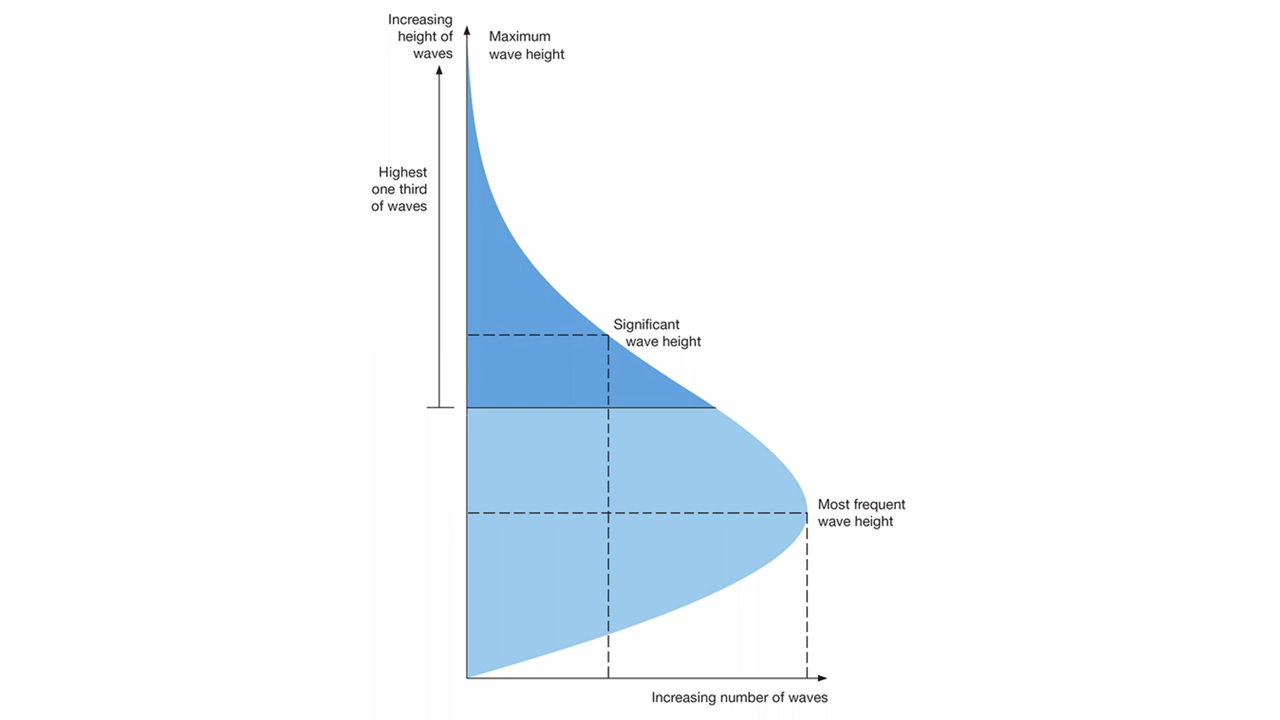 Increasing
height of
waves
Maximum
wave height
Highest
one third
of waves
Significant
wave height
Most frequent
wave height
Increasing number of waves